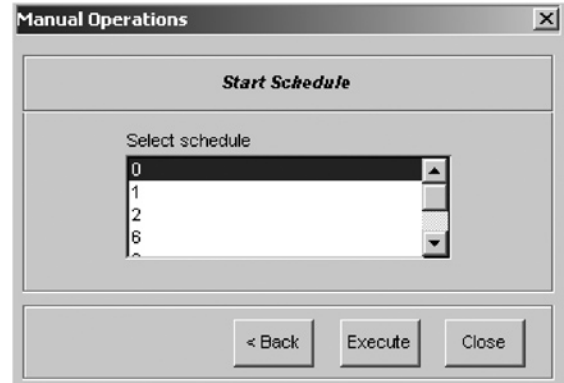 Manual Operations
Start Schedule
Select schedule
0
1
2
6
< Back Execute Close